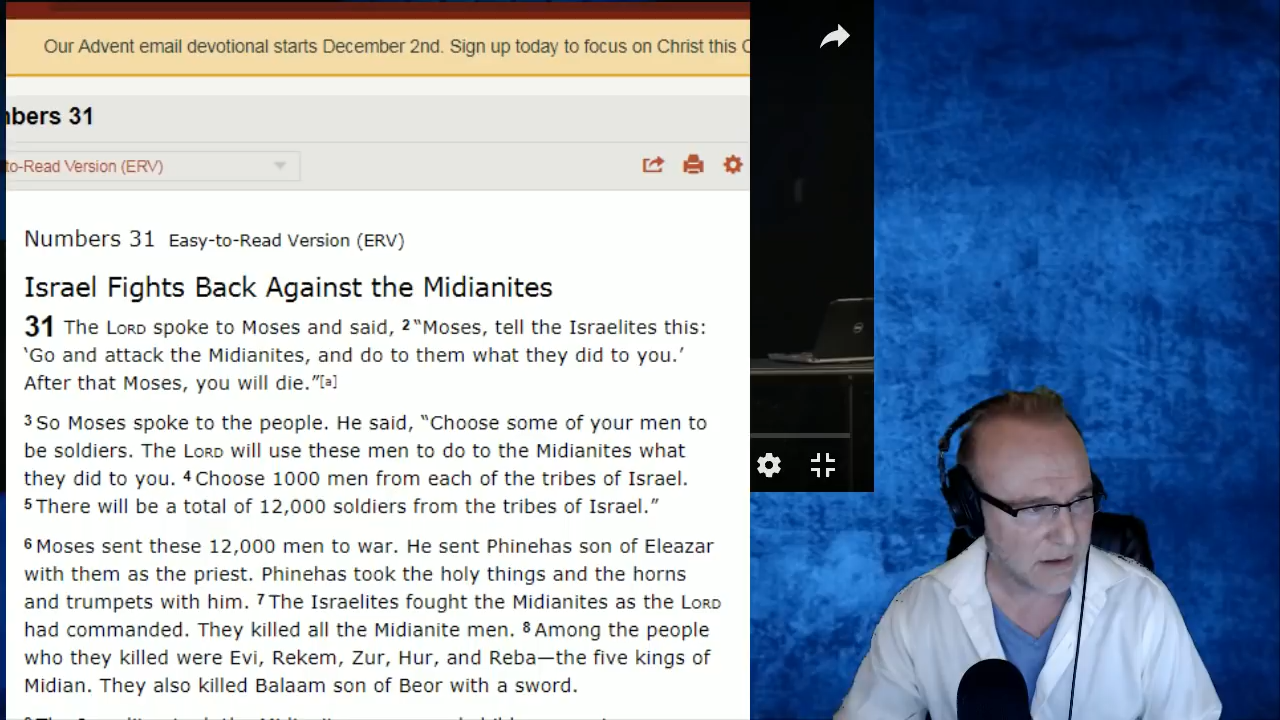 Our Advent email devotional starts December 2nd. Sign up today to focus on Christ this
nbers 31
to-Read Version (ERV)
Numbers 31 Easy-to-Read Version (ERV)
Israel Fights Back Against the Midianites
31 The LORD spoke to Moses and said, 2 “Moses, tell the Israelites this:
‘Go and attack the Midianites, and do to them what they did to you.’
After that Moses, you will die.”[a]
3 So Moses spoke to the people. He said, “Choose some of your men to
be soldiers. The LORD will use these men to do to the Midianites what
they did to you. 4 Choose 1000 men from each of the tribes of Israel.
5 There will be a total of 12,000 soldiers from the tribes of Israel.”
6 Moses sent these 12,000 men to war. He sent Phinehas son of Eleazar
with them as the priest. Phinehas took the holy things and the horns
and trumpets with him. 7 The Israelites fought the Midianites as the LORD
had commanded. They killed all the Midianite men. 8 Among the people
who they killed were Evi, Rekem, Zur, Hur, and Reba—the five kings of
Midian. They also killed Balaam son of Beor with a sword.